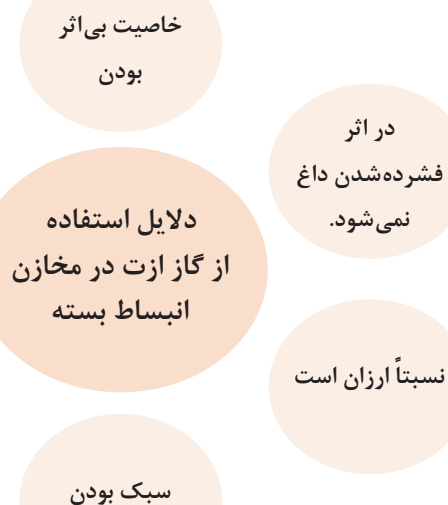 خاصیت بی‌اثر
بودن
در اثر
فشرده‌شدن داغ
نمی‌شود.
دلایل استفاده
از گاز ازت در مخازن
انبساط بسته
نسبتاً ارزان است
سبک بودن